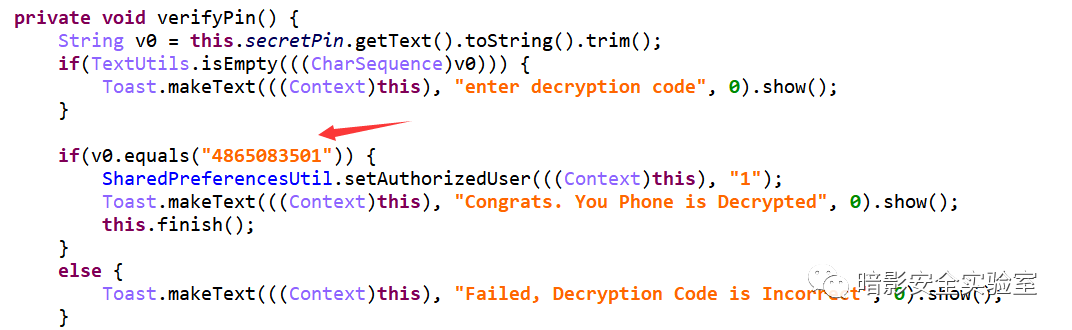 private void verifyPin() {
    String v0 = this.secretPin.getText().toString().trim();
    if(TextUtils.isEmpty(((CharSequence)v0))) {
        Toast.makeText(((Context)this), "enter decryption code", 0).show();
    }

    if(v0.equals("4865083501")) {
        SharedPreferencesUtil.setAuthorizedUser(((Context)this), "1");
        Toast.makeText(((Context)this), "Congrats. You Phone is Decrypted", 0).show();
        this.finish();
    }
    else {
        Toast.makeText(((Context)this), "Failed, Decryption Code is Incorrect", 0).show();
    }
暗影安全实验室